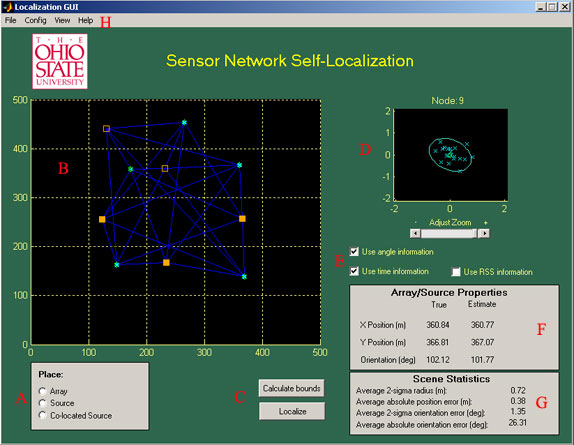 Localization GUI
File Config View Help H
T · H · E
OHIO
STATE
UNIVERSITY
Sensor Network Self-Localization
500
400
300
200
100
0
0 100 200 300 400 500
B
Node: 9
D
2
1
0
-1
-2
-2 0 2
- Adjust Zoom +
E
Use angle information
Use time information Use RSS information
Array/Source Properties
True Estimate
X Position (m) 360.84 360.77
Y Position (m) 366.81 367.07
Orientation (deg) 102.12 101.77
F
A
Place:
Array
Source
Co-located Source
C
Calculate bounds
Localize
Scene Statistics
Average 2-sigma radius (m): 0.72
Average absolute position error (m): 0.38
Average 2-sigma orientation error (deg): 1.35
Average absolute orientation error (deg): 26.31
G